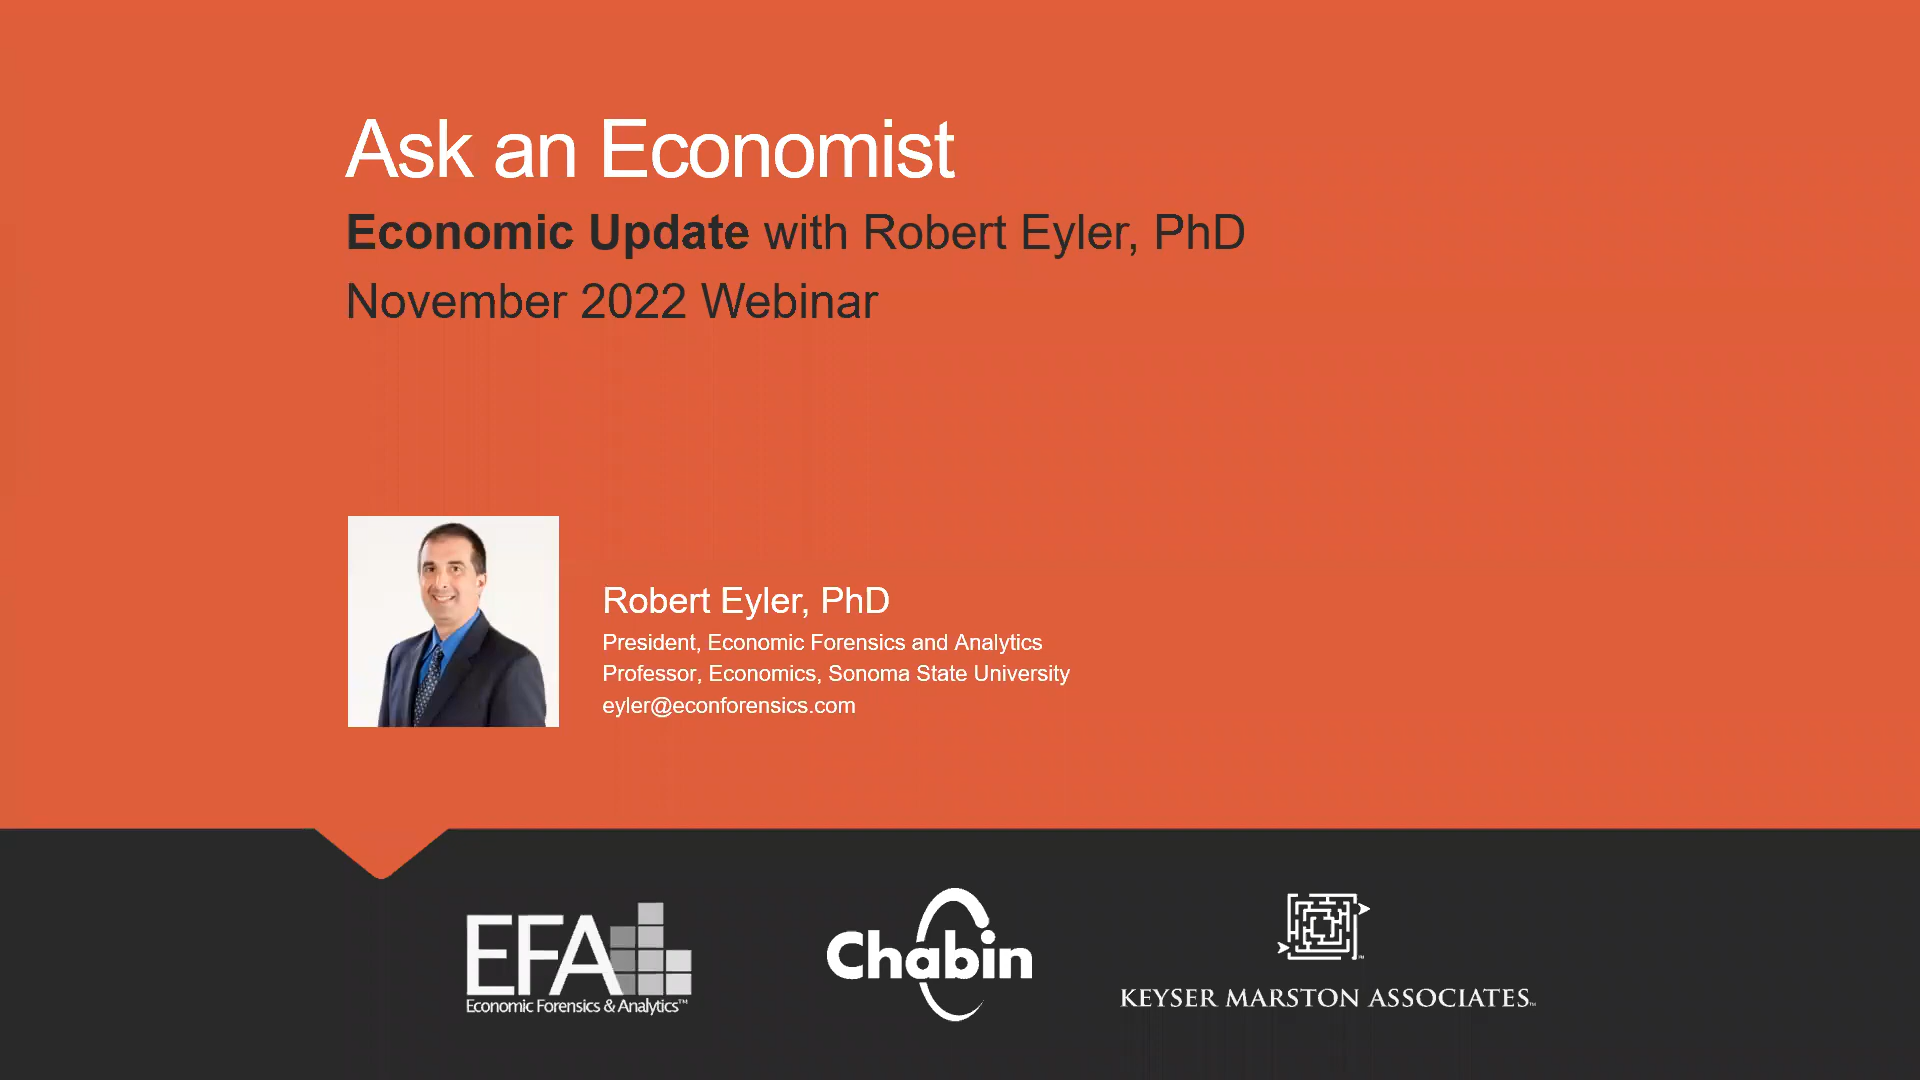 Ask an Economist
Economic Update with Robert Eyler, PhD
November 2022 Webinar
Robert Eyler, PhD
President, Economic Forensics and Analytics
Professor, Economics, Sonoma State University
eyler@econforensics.com
EFA
Economic Forensics & Analytics™
Chabin
KEYSER MARSTON ASSOCIATES™